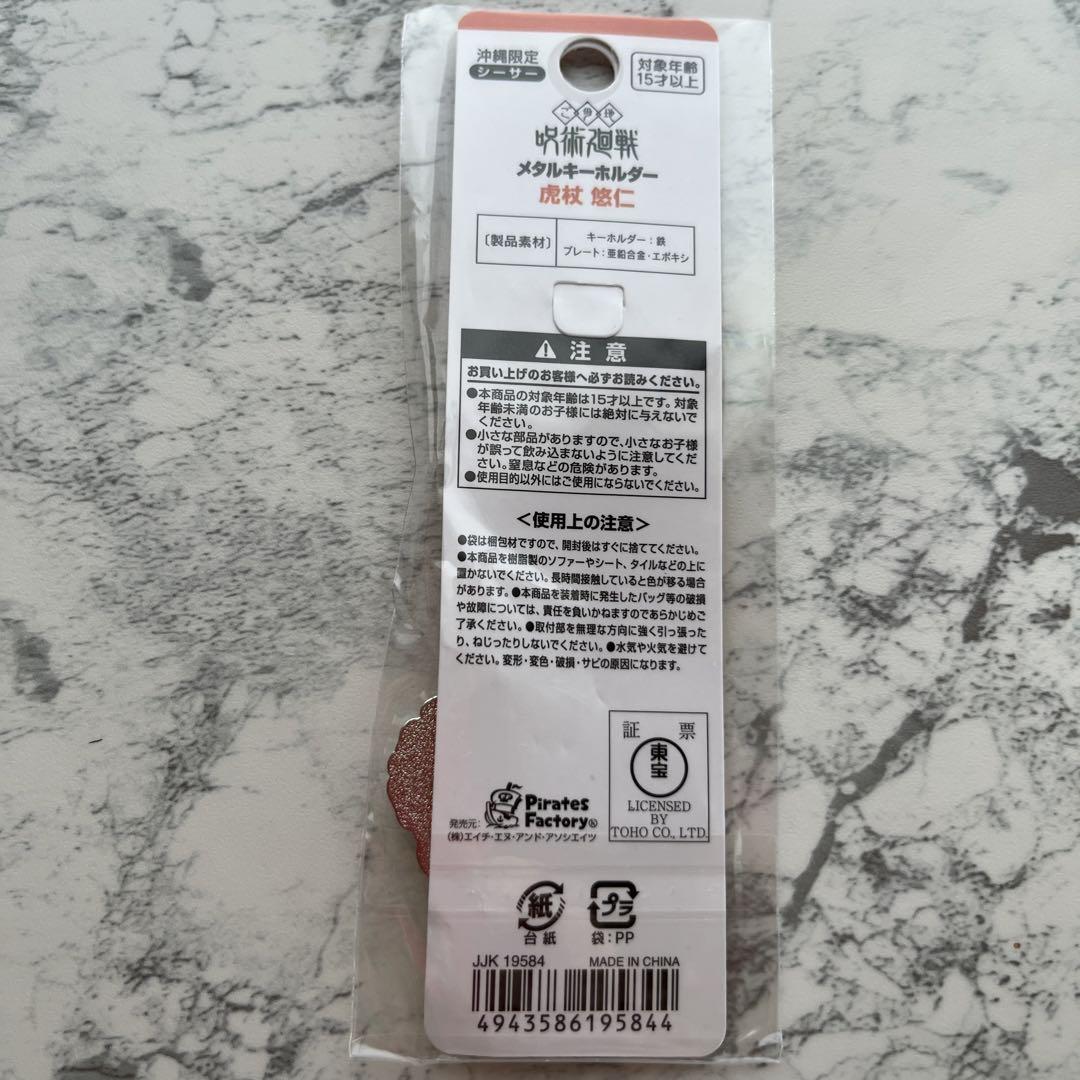 沖縄限定
シーサー
対象年齢
15才以上
ご当地
呪術廻戦
メタルキーホルダー
虎杖 悠仁
〔製品素材〕
キーホルダー：鉄
プレート：亜鉛合金・エポキシ
注意
お買い上げのお客様へ必ずお読みください。
●本商品の対象年齢は15才以上です。対象
年齢未満のお子様には絶対に与えないで
ください。
●小さな部品がありますので、小さなお子様
が誤って飲み込まないように注意してくだ
さい。窒息などの危険があります。
●使用目的以外にはご使用にならないでください。
＜使用上の注意＞
●袋は梱包材ですので、開封後はすぐに捨ててください。
●本商品を樹脂製のソファーやシート、タイルなどの上に
置かないでください。長時間接触していると色が移る場合
があります。●本商品を装着時に発生したバッグ等の破損
や故障については、責任を負いかねますのであらかじめご
了承ください。●取付部を無理な方向に強く引っ張った
り、ねじったりしないでください。●水気や火気を避けて
ください。変形・変色・破損・サビの原因になります。
証票
東宝
LICENSED
BY
TOHO CO., LTD.
発売元：
Pirates
Factory®
(株)エイチ・エヌ・アンド・アソシエイツ
紙
台紙
プラ
袋：PP
JJK 19584
MADE IN CHINA
4943586195844